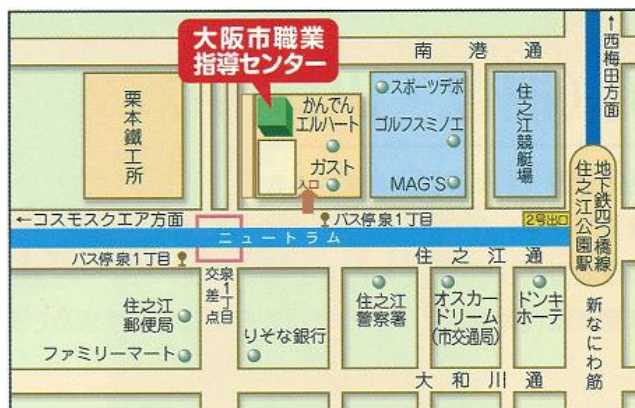 大阪市職業
指導センター
南港通
↑西梅田方面
栗本鐵工所
かんでん
エルハート
ガスト
入口
スポーツデポ
ゴルフスミノエ
MAG'S
住之江競艇場
地下鉄四つ橋線
住之江公園駅
←コスモスクエア方面
バス停泉1丁目
2号出口
ニュートラム
バス停泉1丁目
住之江通
泉1丁目
交差点
住之江
郵便局
ファミリーマート
りそな銀行
住之江
警察署
オスカー
ドリーム
(市交通局)
ドンキ
ホーテ
新なにわ筋
大和川通